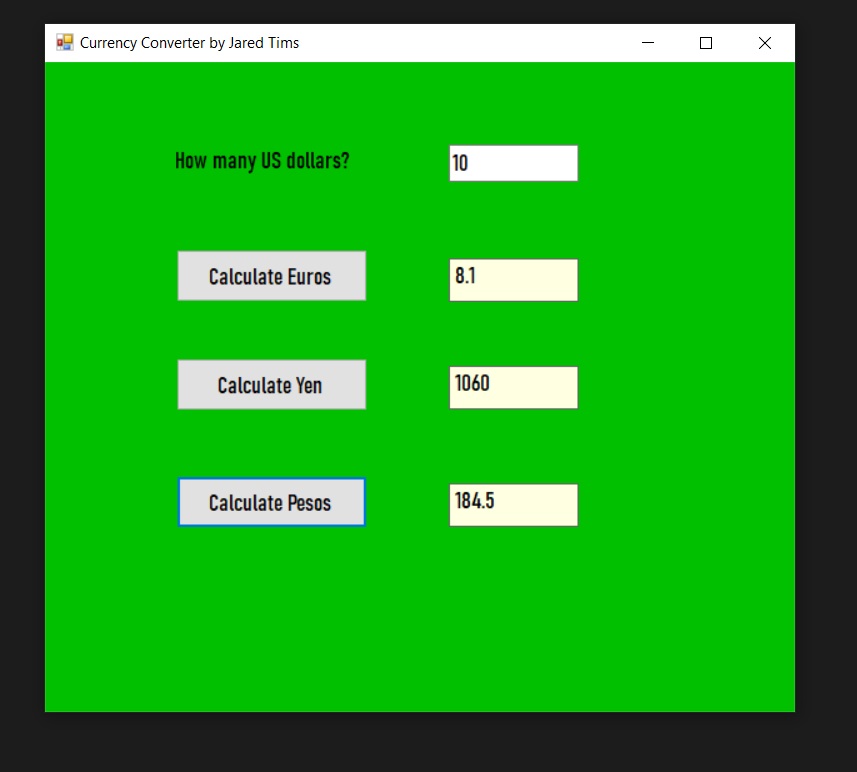 Currency Converter by Jared Tims
How many US dollars? 10
Calculate Euros 8.1
Calculate Yen 1060
Calculate Pesos 184.5